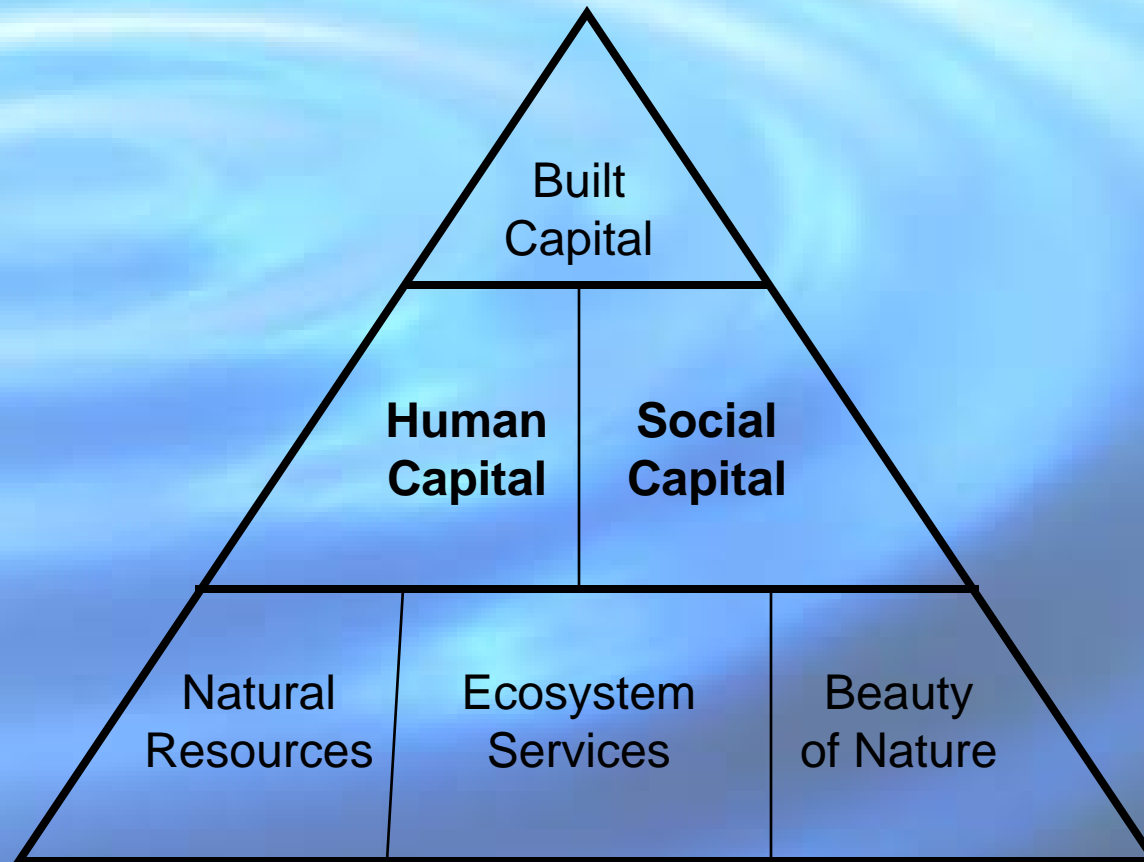 Built
Capital
Human
Capital
Social
Capital
Natural
Resources
Ecosystem
Services
Beauty
of Nature